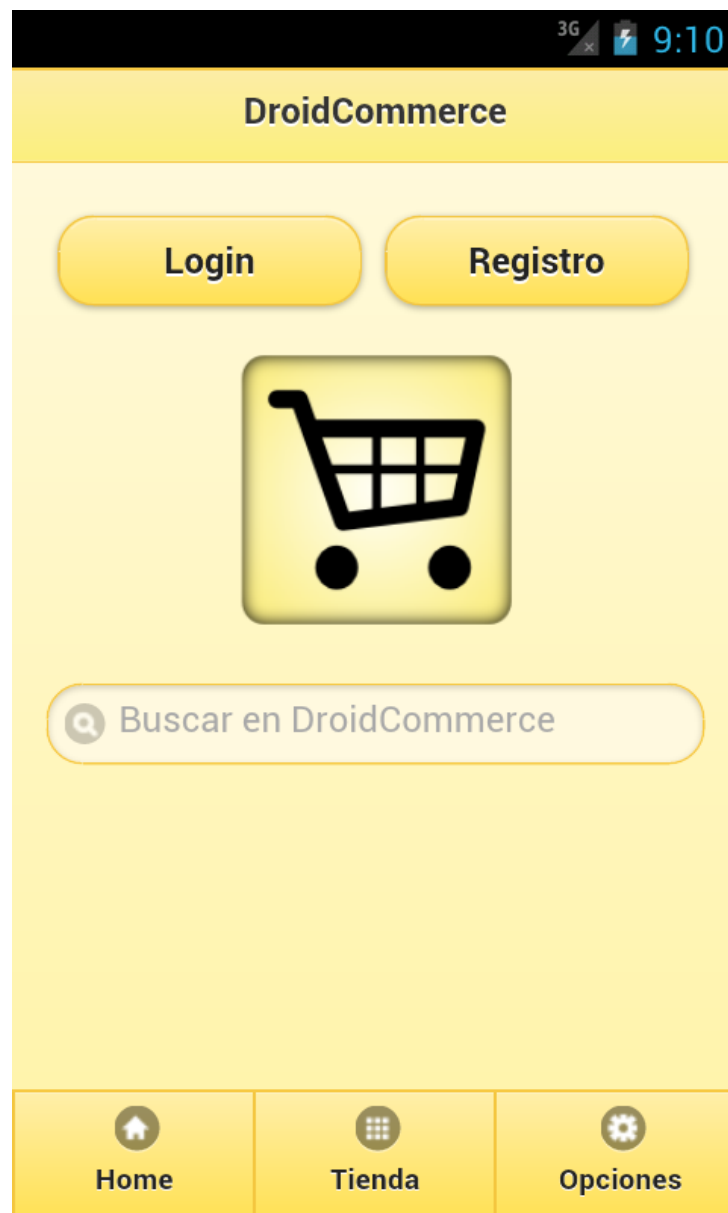 3G 9:10
DroidCommerce
Login Registro
Buscar en DroidCommerce
Home Tienda Opciones